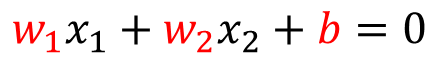 w₁x₁ + w₂x₂ + b = 0